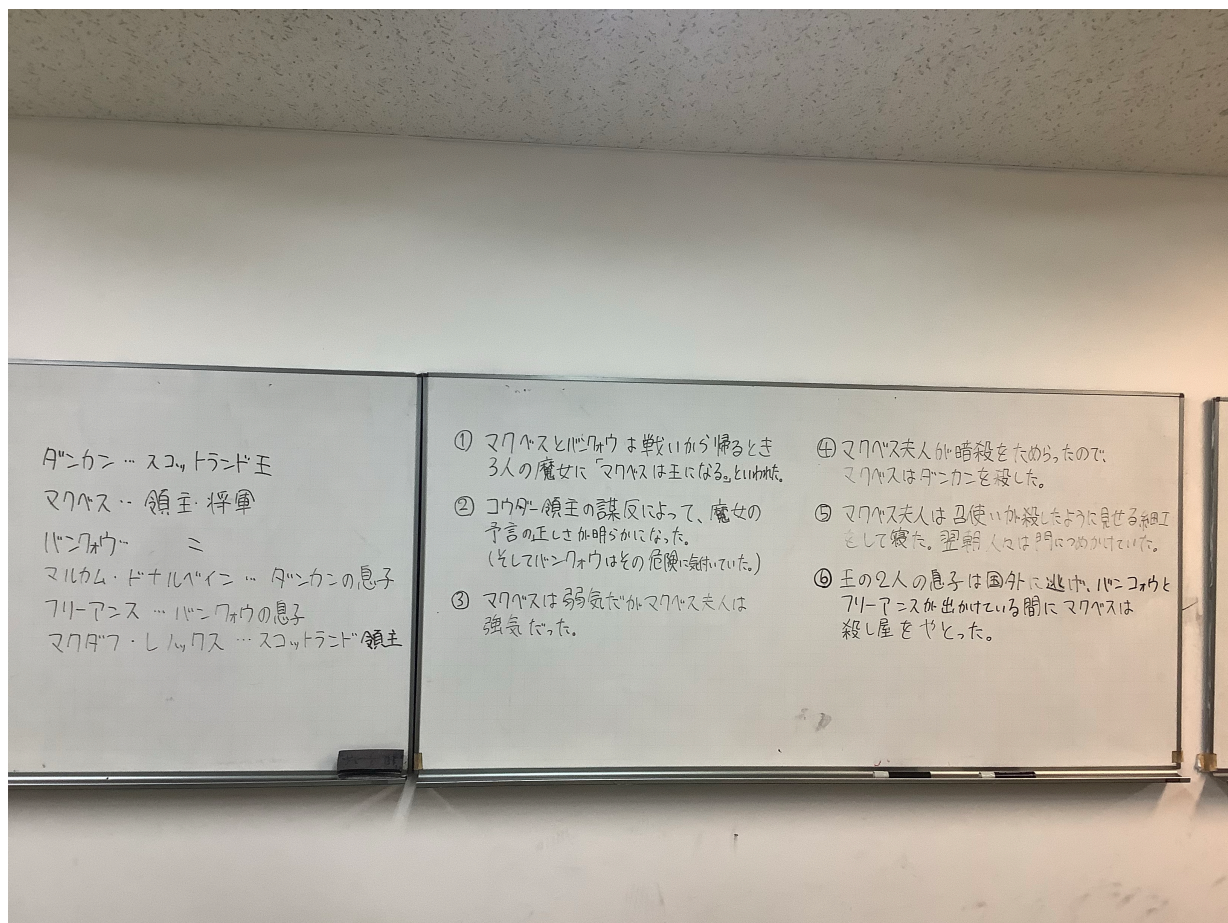 ダンカン … スコットランド王
マクベス ‥ 領主・将軍
バンクォウ… 〃
マルカム・ドナルベイン … ダンカンの息子
フリーアンス … バンクォウの息子
マクダフ・レノックス … スコットランド領主
① マクベスとバンクォウは戦いから帰るとき
3人の魔女に「マクベスは王になる。」といわれた。
② コウダー領主の謀反によって、魔女の
予言の正しさが明らかになった。
(そしてバンクォウはその危険に気付いていた。)
③ マクベスは弱気だがマクベス夫人は
強気だった。
④ マクベス夫人が暗殺をためらったので、
マクベスはダンカンを殺した。
⑤ マクベス夫人は召使いが殺したように見せる細工
をして寝た。翌朝人々は門につめかけていた。
⑥ 王の2人の息子は国外に逃げ、バンコォウと
フリーアンスが出かけている間にマクベスは
殺し屋をやとった。